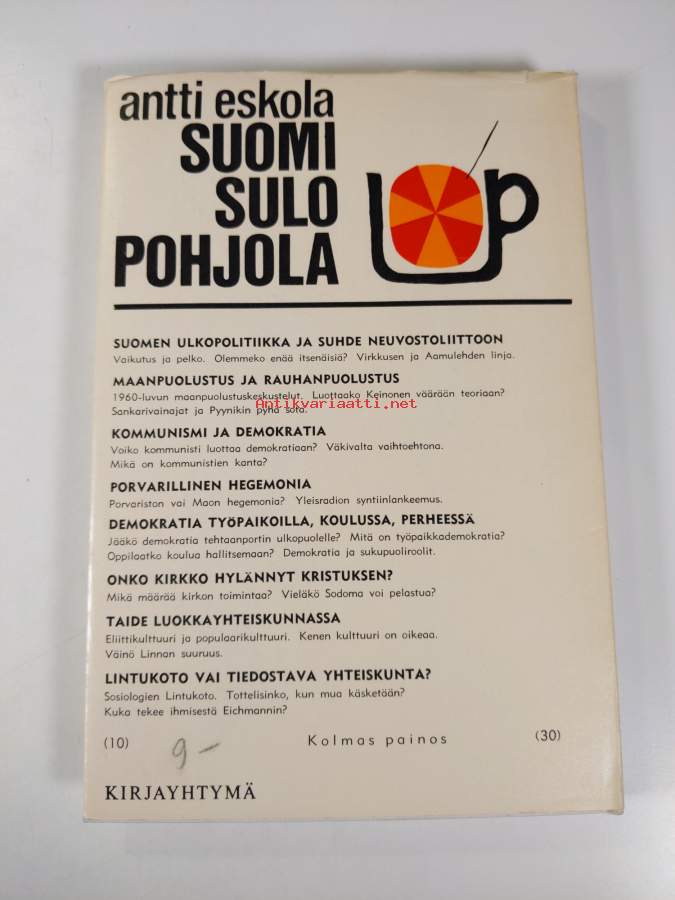 antti eskola
SUOMI
SULO
POHJOLA
up
SUOMEN ULKOPOLITIIKKA JA SUHDE NEUVOSTOLIITTOON
Vaikutus ja pelko. Olemmeko enää itsenäisiä? Virkkusen ja Aamulehden linja.
MAANPUOLUSTUS JA RAUHANPUOLUSTUS
1960-luvun maanpuolustuskeskustelut. Luottaako Keinonen väärään teoriaan?
Antikvariaatti.net
Sankarivainajat ja Pyynikin pyhä sota.
KOMMUNISMI JA DEMOKRATIA
Voiko kommunisti luottaa demokratiaan? Väkivalta vaihtoehtona.
Mikä on kommunistien kanta?
PORVARILLINEN HEGEMONIA
Porvariston vai Maon hegemonia? Yleisradion syntiinlankeemus.
DEMOKRATIA TYÖPAIKOILLA, KOULUSSA, PERHEESSÄ
Jääkö demokratia tehtaanportin ulkopuolelle? Mitä on työpaikkademokratia?
Oppilaatko koulua hallitsemaan? Demokratia ja sukupuoliroolit.
ONKO KIRKKO HYLÄNNYT KRISTUKSEN?
Mikä määrää kirkon toimintaa? Vieläkö Sodoma voi pelastua?
TAIDE LUOKKAYHTEISKUNNASSA
Eliittikulttuuri ja populaarikulttuuri. Kenen kulttuuri on oikeaa.
Väinö Linnan suuruus.
LINTUKOTO VAI TIEDOSTAVA YHTEISKUNTA?
Sosiologien Lintukoto. Tottelisinko, kun mua käsketään?
Kuka tekee ihmisestä Eichmannin?
(10) 9- Kolmas painos (30)
KIRJAYHTYMÄ